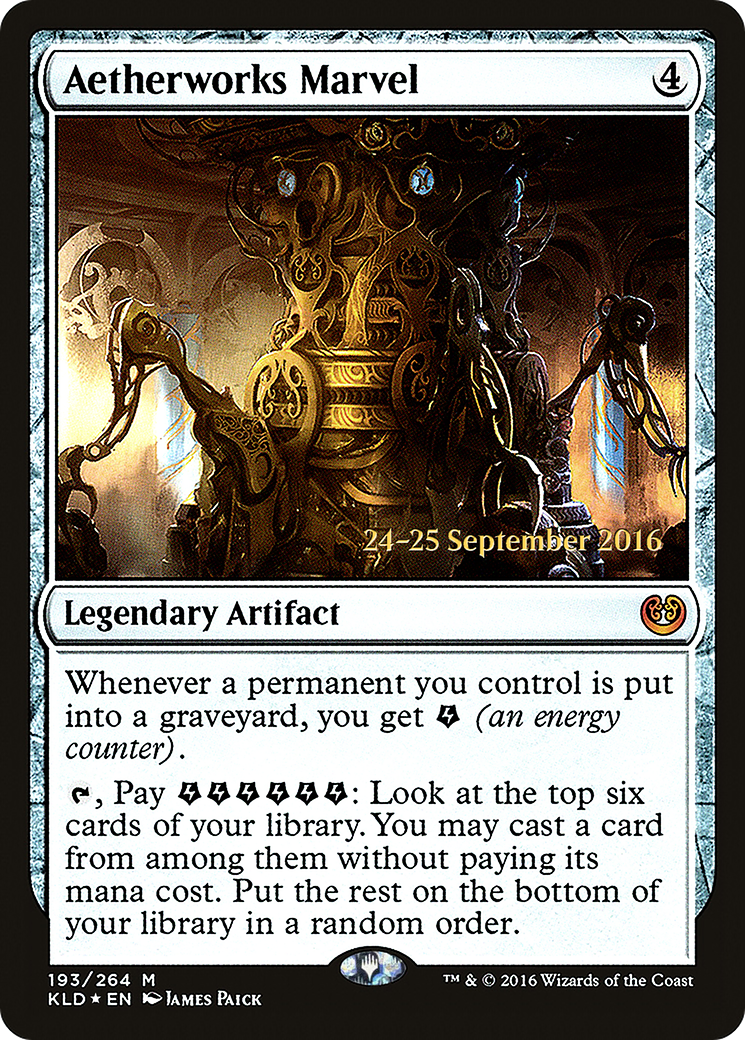 Aetherworks Marvel 4
24–25 September 2016
Legendary Artifact
Whenever a permanent you control is put
into a graveyard, you get (an energy
counter).
, Pay : Look at the top six
cards of your library. You may cast a card
from among them without paying its
mana cost. Put the rest on the bottom of
your library in a random order.
193/264 M
™ & © 2016 Wizards of the Coast
KLD ★ EN James Paick